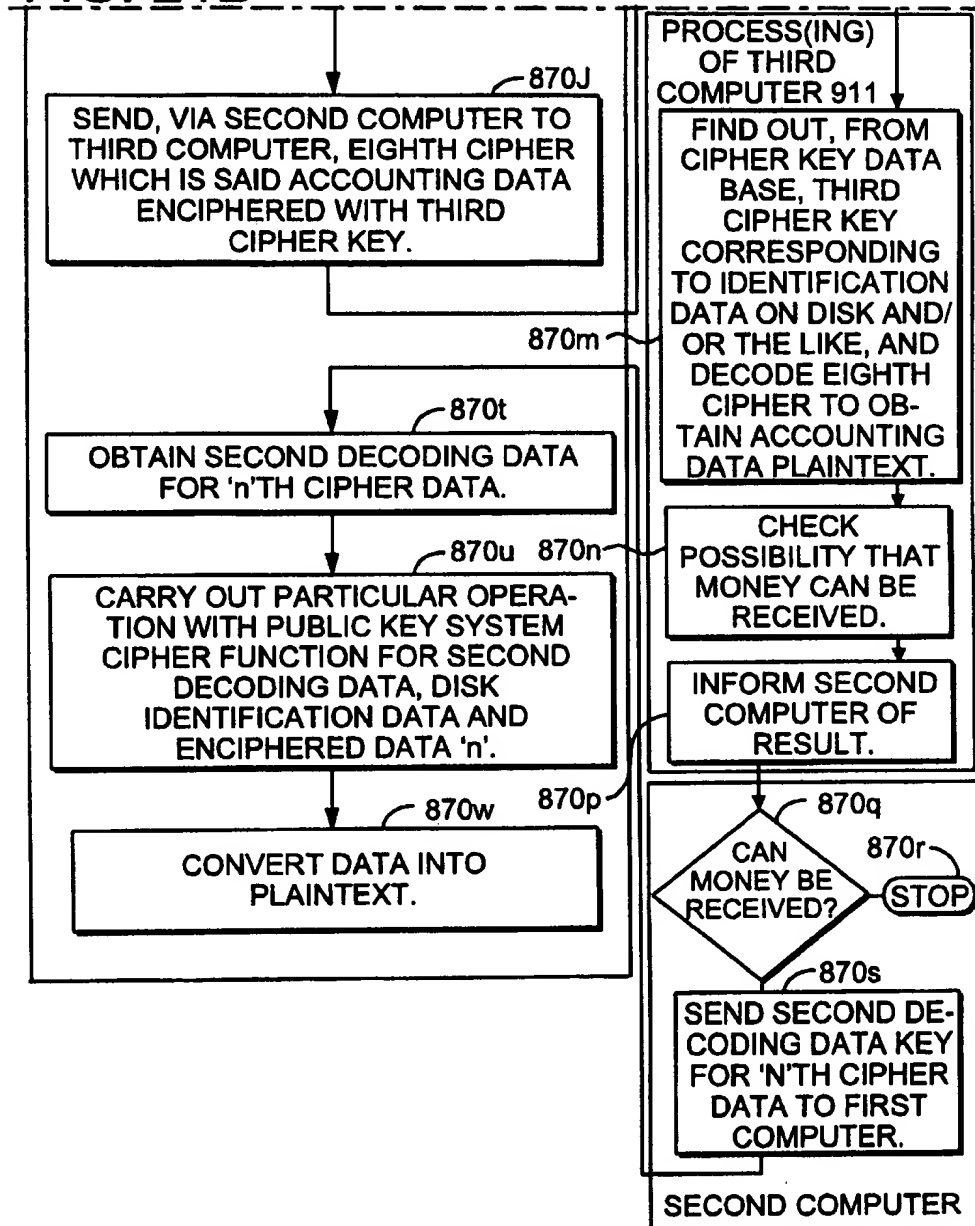 870J
SEND, VIA SECOND COMPUTER TO
THIRD COMPUTER, EIGHTH CIPHER
WHICH IS SAID ACCOUNTING DATA
ENCIPHERED WITH THIRD
CIPHER KEY.
870t
OBTAIN SECOND DECODING DATA
FOR 'n'TH CIPHER DATA.
870u
CARRY OUT PARTICULAR OPERA-
TION WITH PUBLIC KEY SYSTEM
CIPHER FUNCTION FOR SECOND
DECODING DATA, DISK
IDENTIFICATION DATA AND
ENCIPHERED DATA 'n'.
870w
CONVERT DATA INTO
PLAINTEXT.
PROCESS(ING)
OF THIRD
COMPUTER 911
870m
FIND OUT, FROM
CIPHER KEY DATA
BASE, THIRD
CIPHER KEY
CORRESPONDING
TO IDENTIFICATION
DATA ON DISK AND/
OR THE LIKE, AND
DECODE EIGHTH
CIPHER TO OB-
TAIN ACCOUNTING
DATA PLAINTEXT.
870n
CHECK
POSSIBILITY THAT
MONEY CAN BE
RECEIVED.
870p
INFORM SECOND
COMPUTER OF
RESULT.
870q
CAN
MONEY BE
RECEIVED?
870r
STOP
870s
SEND SECOND DE-
CODING DATA KEY
FOR 'N'TH CIPHER
DATA TO FIRST
COMPUTER.
SECOND COMPUTER